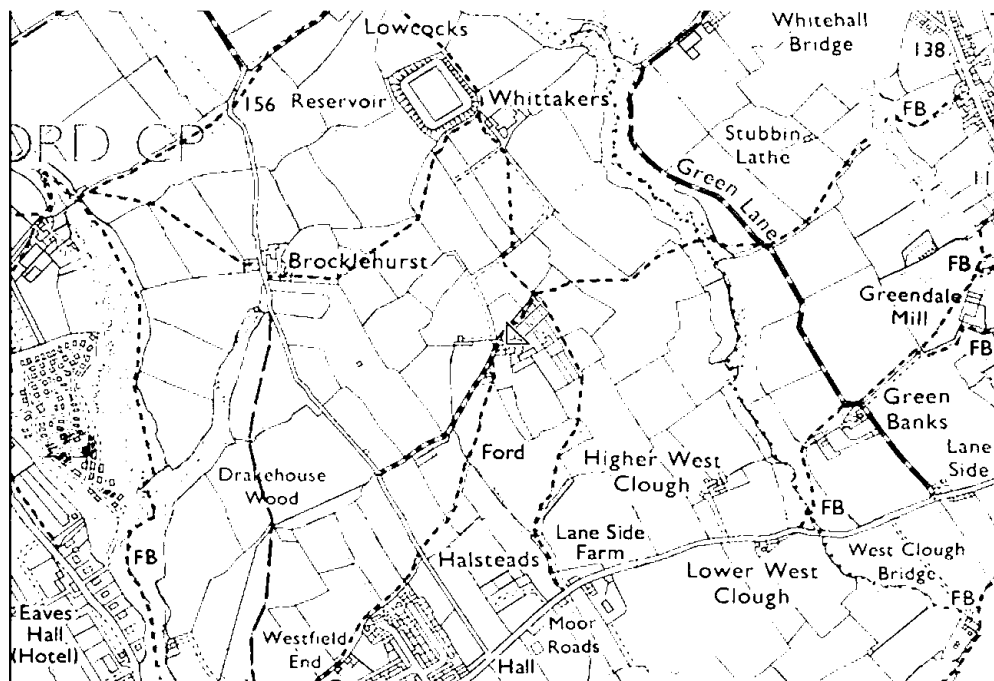 Lowcocks
Whitehall
Bridge
138
Reservoir
156
Whittakers
FB
Stubbin
Lathe
ORD CP
11
Green Lane
Brocklehurst
FB
Greendale
Mill
FB
Green
Banks
Ford
Higher West
Clough
Lane
Side
Drakehouse
Wood
FB
Lane Side
Farm
FB
Halsteads
Lower West
Clough
West Clough
Bridge
FB
Eaves
Hall
(Hotel)
Westfield
End
Moor
Roads
Hall